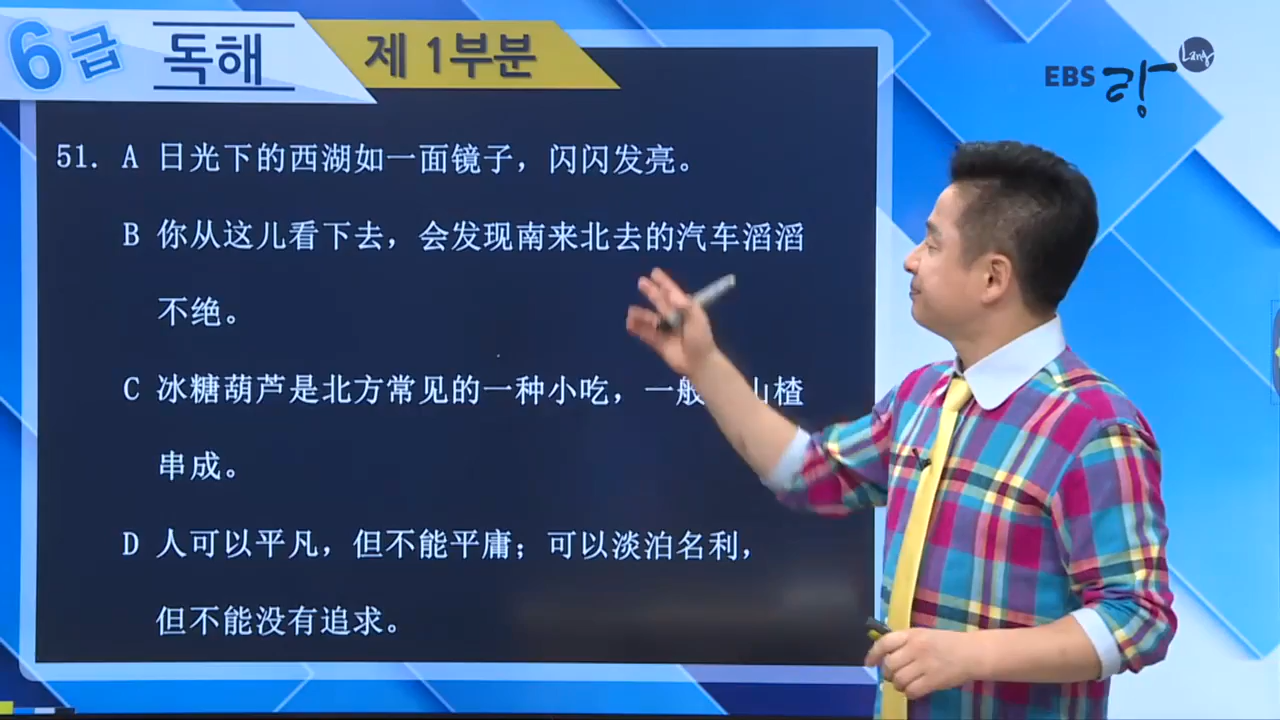 6급 독해 제 1부분
EBS 랑 Lang
51. A 日光下的西湖如一面镜子，闪闪发亮。
B 你从这儿看下去，会发现南来北去的汽车滔滔
不绝。
C 冰糖葫芦是北方常见的一种小吃，一般 山楂
串成。
D 人可以平凡，但不能平庸；可以淡泊名利，
但不能没有追求。